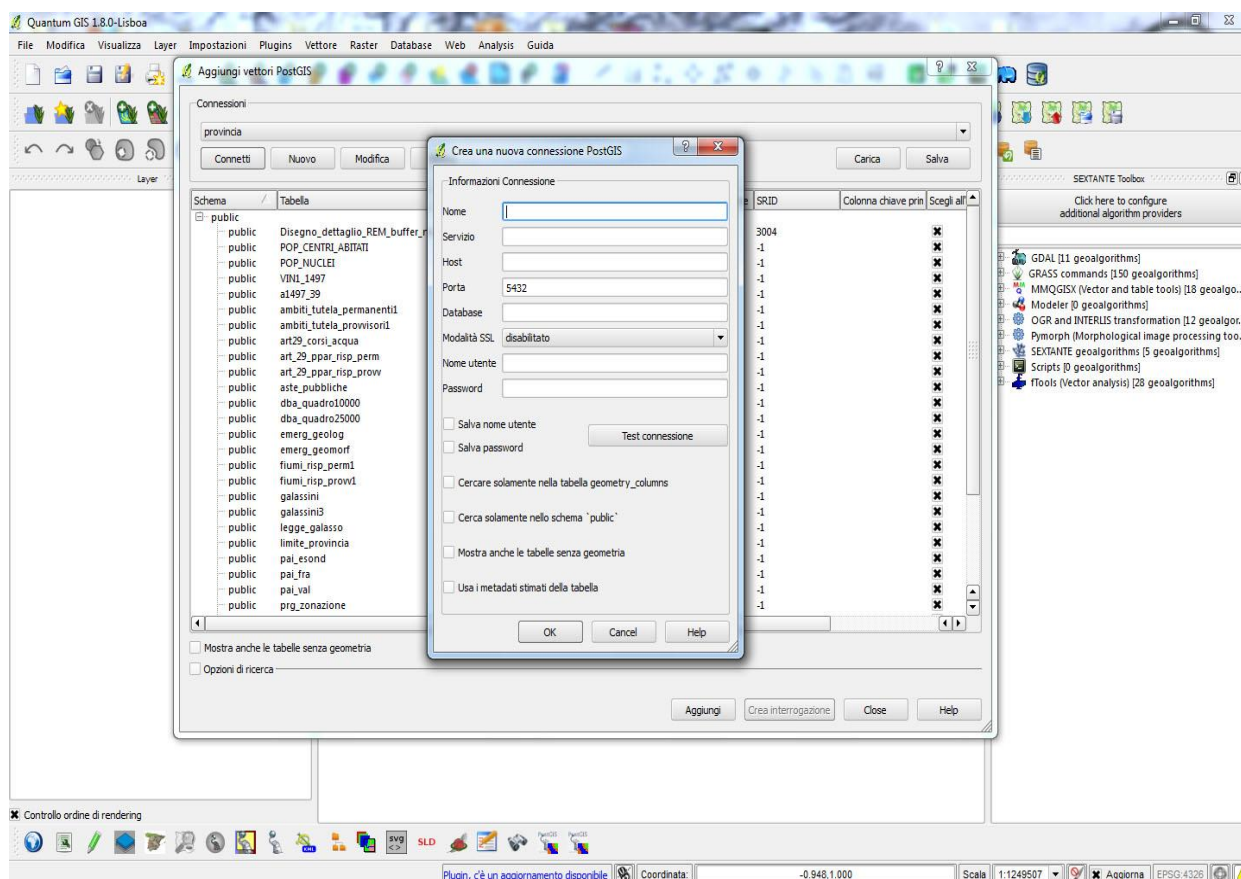 Quantum GIS 1.8.0-Lisboa
File Modifica Visualizza Layer Impostazioni Plugins Vettore Raster Database Web Analysis Guida
Aggiungi vettori PostGIS
Connessioni
provincia
Connetti Nuovo Modifica Carica Salva
Crea una nuova connessione PostGIS
Informazioni Connessione
Nome
Servizio
Host
Porta 5432
Database
Modalità SSL disabilitato
Nome utente
Password
Salva nome utente
Test connessione
Salva password
Cercare solamente nella tabella geometry_columns
Cerca solamente nello schema `public`
Mostra anche le tabelle senza geometria
Usa i metadati stimati della tabella
OK Cancel Help
Layer
Schema Tabella SRID Colonna chiave prin Scegli all'
public
public Disegno_dettaglio_REM_buffer_ 3004
public POP_CENTRI_ABITATI -1
public POP_NUCLEI -1
public VIN1_1497 -1
public a1497_39 -1
public ambiti_tutela_permanenti1 -1
public ambiti_tutela_provvisori1 -1
public art29_corsi_acqua -1
public art_29_ppar_risp_perm -1
public art_29_ppar_risp_provv -1
public aste_pubbliche -1
public dba_quadro10000 -1
public dba_quadro25000 -1
public emerg_geolog -1
public emerg_geomorf -1
public fiumi_risp_perm1 -1
public fiumi_risp_provv1 -1
public galassini -1
public galassini3 -1
public legge_galasso -1
public limite_provincia -1
public pai_esond -1
public pai_fra -1
public pai_val -1
public prg_zonazione -1
Mostra anche le tabelle senza geometria
Opzioni di ricerca
Aggiungi Crea interrogazione Close Help
SEXTANTE Toolbox
Click here to configure
additional algorithm providers
GDAL [11 geoalgorithms]
GRASS commands [150 geoalgorithms]
MMQGISX (Vector and table tools) [18 geoalgo..
Modeler [0 geoalgorithms]
OGR and INTERLIS transformation [12 geoalgor.
Pymorph (Morphological image processing too..
SEXTANTE geoalgorithms [5 geoalgorithms]
Scripts [0 geoalgorithms]
fTools (Vector analysis) [28 geoalgorithms]
Controllo ordine di rendering
svg SLD PostGIS PostGIS
Plugin, c'è un aggiornamento disponibile Coordinata: -0.948,1.000 Scala 1:1249507 Aggiorna EPSG:4326